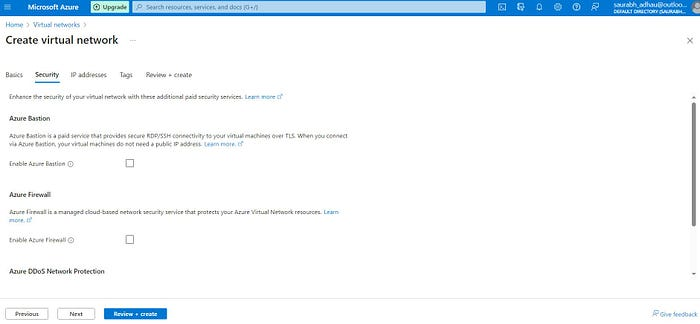 Microsoft Azure
Upgrade
Search resources, services, and docs (G+/)
saurabh_adhau@outloo...
DEFAULT DIRECTORY (SAURABH...
Home > Virtual networks >
Create virtual network ...
Basics Security IP addresses Tags Review + create
Enhance the security of your virtual network with these additional paid security services. Learn more
Azure Bastion
Azure Bastion is a paid service that provides secure RDP/SSH connectivity to your virtual machines over TLS. When you connect
via Azure Bastion, your virtual machines do not need a public IP address. Learn more.
Enable Azure Bastion
Azure Firewall
Azure Firewall is a managed cloud-based network security service that protects your Azure Virtual Network resources. Learn
more.
Enable Azure Firewall
Azure DDoS Network Protection
Previous Next Review + create Give feedback